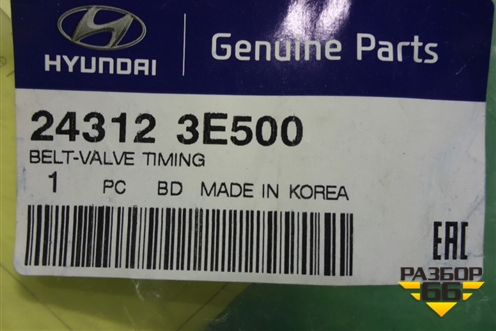 HYUNDAI
Genuine Parts
24312 3E500
BELT-VALVE TIMING
1 PC BD MADE IN KOREA
EAC
РАЗБОР
66